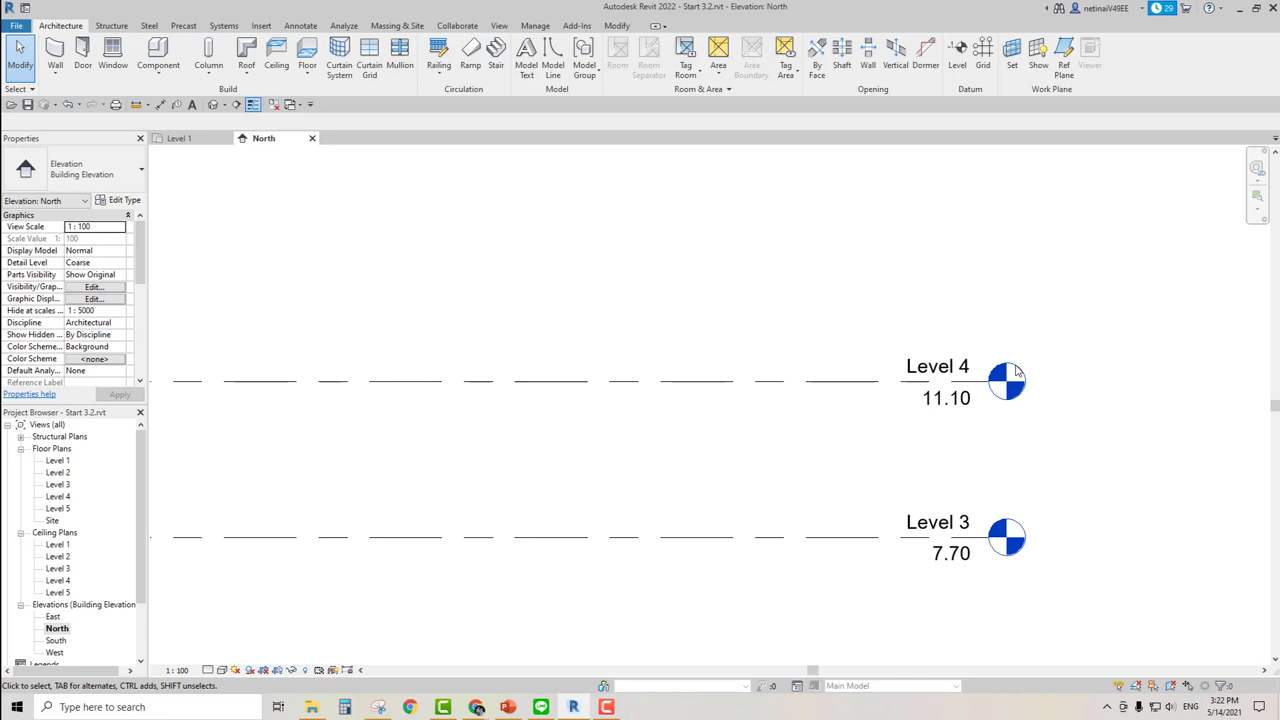 Autodesk Revit 2022 - Start 3.2.rvt - Elevation: North
netinaiV49EE
29
File Architecture Structure Steel Precast Systems Insert Annotate Analyze Massing & Site Collaborate View Manage Add-Ins Modify
Modify Wall Door Window Component Column Roof Ceiling Floor Curtain System Curtain Grid Mullion Railing Ramp Stair Model Text Model Line Model Group Room Room Separator Tag Room Area Area Boundary Tag Area By Face Shaft Wall Vertical Dormer Level Grid Set Show Ref Plane Viewer
Select Build Circulation Model Room & Area Opening Datum Work Plane
Properties
Level 1
North
Elevation
Building Elevation
Elevation: North Edit Type
Graphics
View Scale 1 : 100
Scale Value 1: 100
Display Model Normal
Detail Level Coarse
Parts Visibility Show Original
Visibility/Grap... Edit...
Graphic Displ... Edit...
Hide at scales ... 1 : 5000
Discipline Architectural
Show Hidden ... By Discipline
Color Scheme... Background
Color Scheme <none>
Default Analy... None
Reference Label
Properties help Apply
Project Browser - Start 3.2.rvt
Views (all)
Structural Plans
Floor Plans
Level 1
Level 2
Level 3
Level 4
Level 5
Site
Ceiling Plans
Level 1
Level 2
Level 3
Level 4
Level 5
Elevations (Building Elevation
East
North
South
West
Legends
Level 4
11.10
Level 3
7.70
1 : 100
Click to select, TAB for alternates, CTRL adds, SHIFT unselects.
:0
Main Model
:0
Type here to search
ENG
3:22 PM
5/14/2021